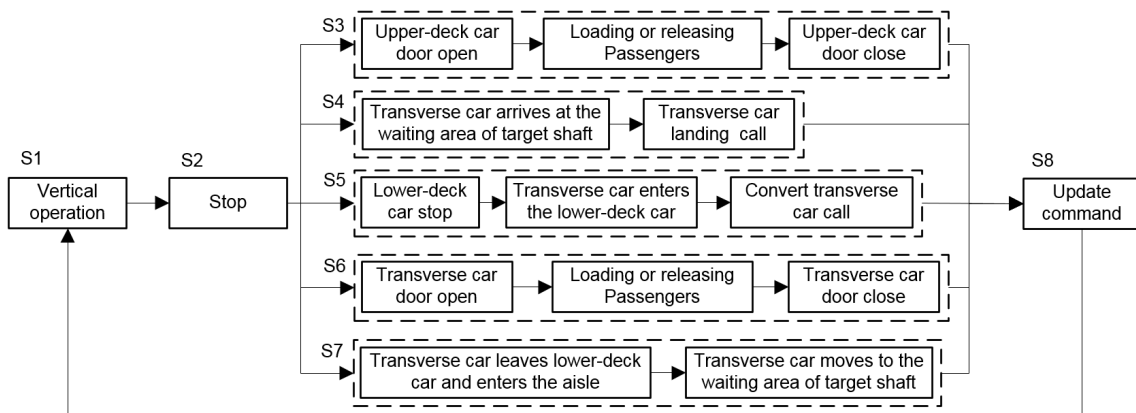 S1
Vertical
operation
S2
Stop
S3
Upper-deck car
door open
Loading or releasing
Passengers
Upper-deck car
door close
S4
Transverse car arrives at the
waiting area of target shaft
Transverse car
landing call
S5
Lower-deck
car stop
Transverse car enters
the lower-deck car
Convert transverse
car call
S6
Transverse car
door open
Loading or releasing
Passengers
Transverse car
door close
S7
Transverse car leaves lower-deck
car and enters the aisle
Transverse car moves to the
waiting area of target shaft
S8
Update
command